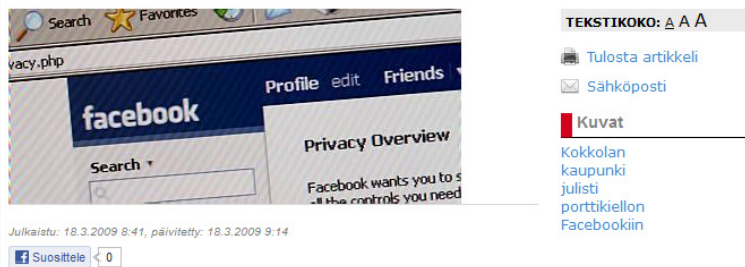 Search Favorites
vacy.php
Profile edit Friends
facebook
Privacy Overview
Search
Facebook wants you to s
all the controls you need
Julkaistu: 18.3.2009 8:41, päivitetty: 18.3.2009 9:14
Suosittele 0
TEKSTIKOKO: A A A
Tulosta artikkeli
Sähköposti
Kuvat
Kokkolan
kaupunki
julisti
porttikiellon
Facebookiin